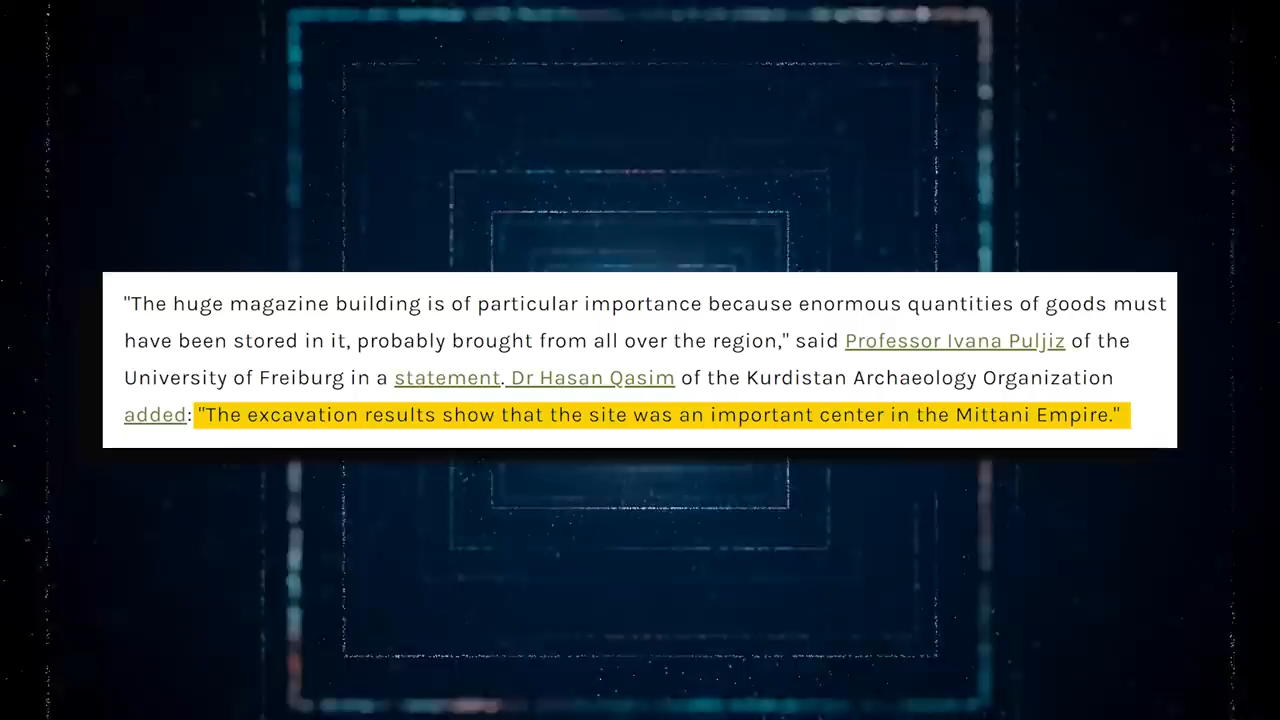 "The huge magazine building is of particular importance because enormous quantities of goods must
have been stored in it, probably brought from all over the region," said Professor Ivana Puljiz of the
University of Freiburg in a statement. Dr Hasan Qasim of the Kurdistan Archaeology Organization
added: "The excavation results show that the site was an important center in the Mittani Empire."